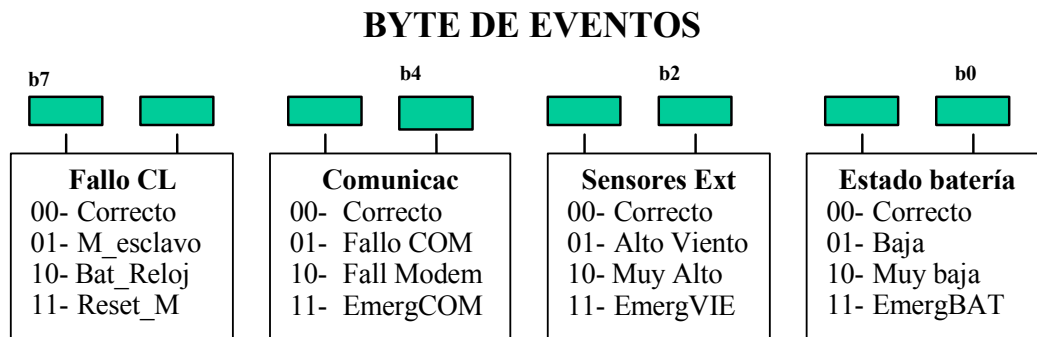 BYTE DE EVENTOS
b7
b4
b2
b0
Fallo CL
00- Correcto
01- M_esclavo
10- Bat_Reloj
11- Reset_M
Comunicac
00- Correcto
01- Fallo COM
10- Fall Modem
11- EmergCOM
Sensores Ext
00- Correcto
01- Alto Viento
10- Muy Alto
11- EmergVIE
Estado batería
00- Correcto
01- Baja
10- Muy baja
11- EmergBAT